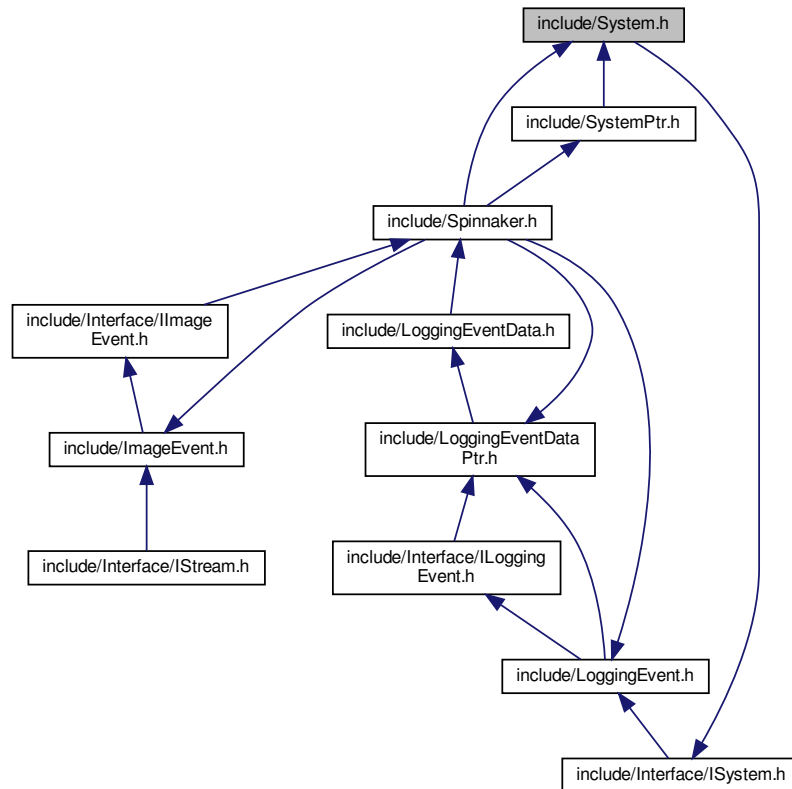 include/System.h
include/SystemPtr.h
include/Spinnaker.h
include/Interface/IImage
Event.h
include/LoggingEventData.h
include/ImageEvent.h
include/LoggingEventData
Ptr.h
include/Interface/IStream.h
include/Interface/ILogging
Event.h
include/LoggingEvent.h
include/Interface/ISystem.h